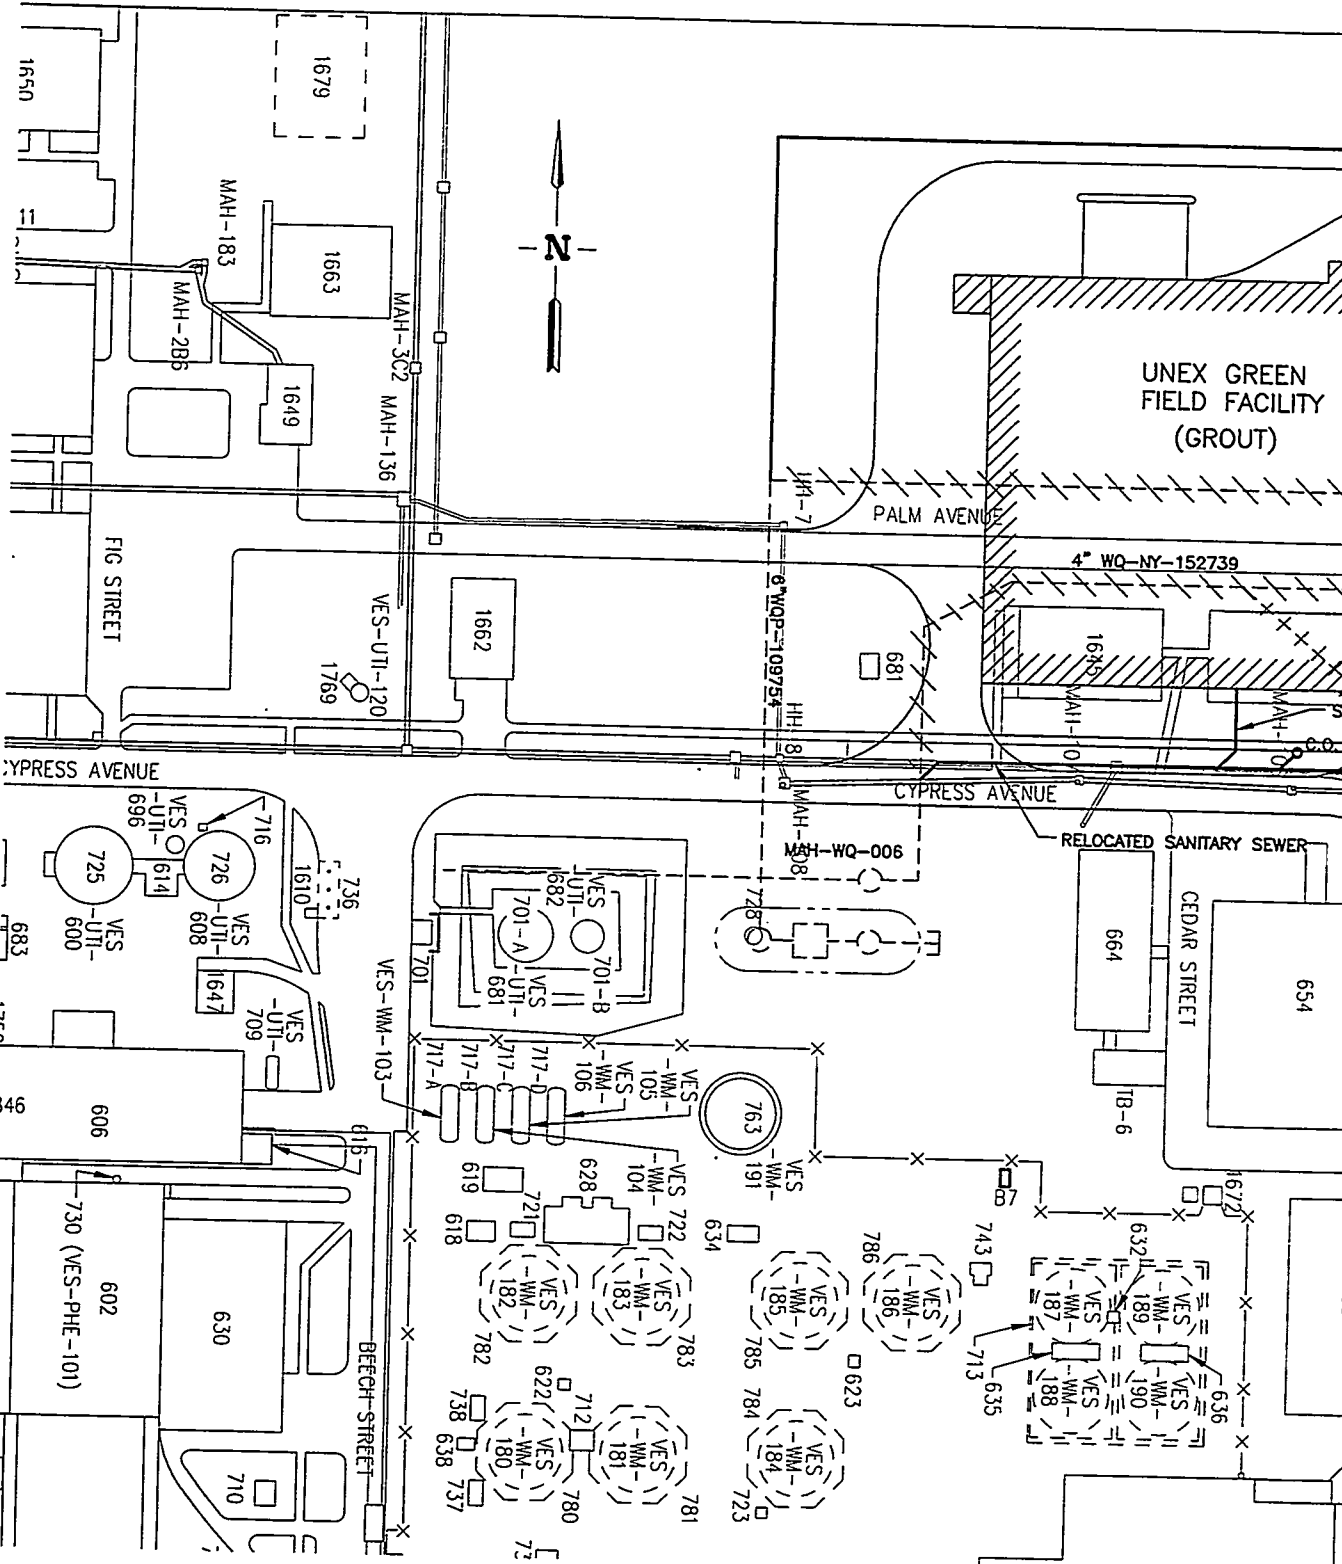 1650
1679
MAH-183
11
1663
N
MAH-3C2
MAH-2B6
1649
MAH-136
UNEX GREEN
FIELD FACILITY
(GROUT)
PALM AVENUE
4" WQ-NY-152739
FIG STREET
6"WQP-109754
1662
VES-UTI-120
1769
681
1645
HH-8
C.O.
CYPRESS AVENUE
CYPRESS AVENUE
RELOCATED SANITARY SEWER
MAH-WQ-006
VES
-UTI-
696
716
725
614
726
736
1610
VES
-UTI-
682
701-A
701-B
VES
-UTI-
681
701
728
664
CEDAR STREET
654
VES
-UTI-
600
VES
-UTI-
608
683
1647
VES
-UTI-
709
VES-WM-103
717-A
717-B
717-C
717-D
VES
-WM-
106
VES
-WM-
105
763
TB-6
606
616
619
721
628
VES
-WM-
104
722
VES
-WM-
191
634
618
B7
1672
730 (VES-PHE-101)
602
630
BEECH STREET
VES
-WM-
182
782
VES
-WM-
183
783
VES
-WM-
185
785
786
VES
-WM-
186
743
632
VES
-WM-
187
VES
-WM-
189
713
635
VES
-WM-
188
VES
-WM-
190
636
622
623
738
638
737
VES
-WM-
180
780
712
VES
-WM-
181
781
784
VES
-WM-
184
723
710